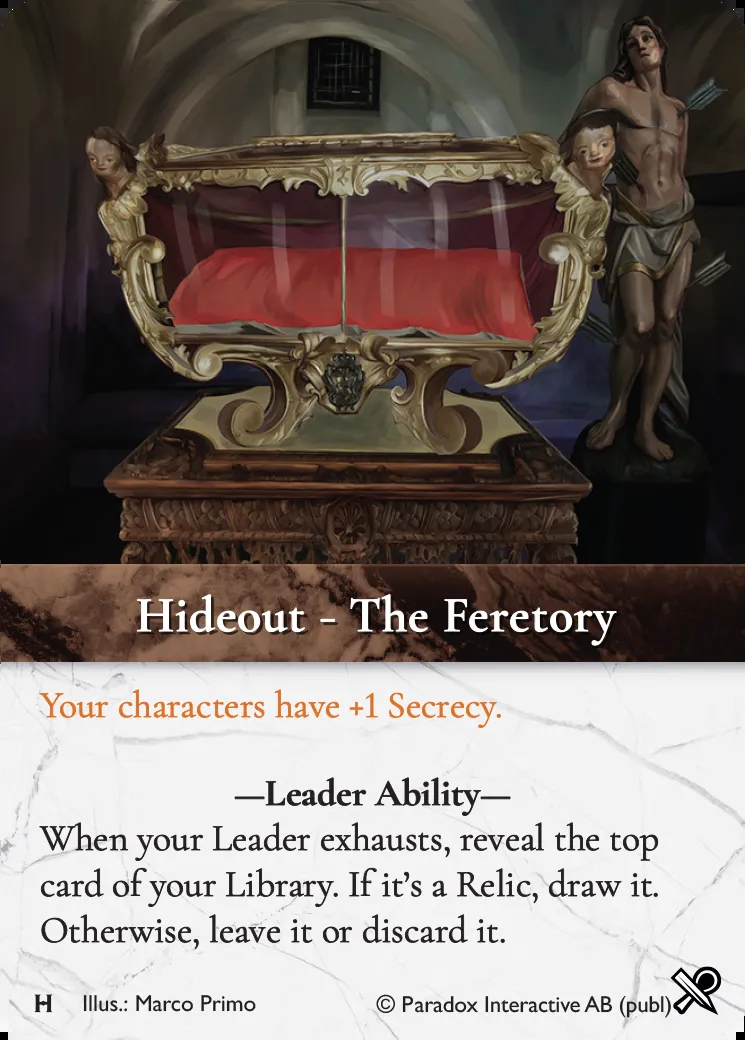 Hideout - The Feretory
Your characters have +1 Secrecy.
—Leader Ability—
When your Leader exhausts, reveal the top
card of your Library. If it's a Relic, draw it.
Otherwise, leave it or discard it.
H Illus.: Marco Primo © Paradox Interactive AB (publ)